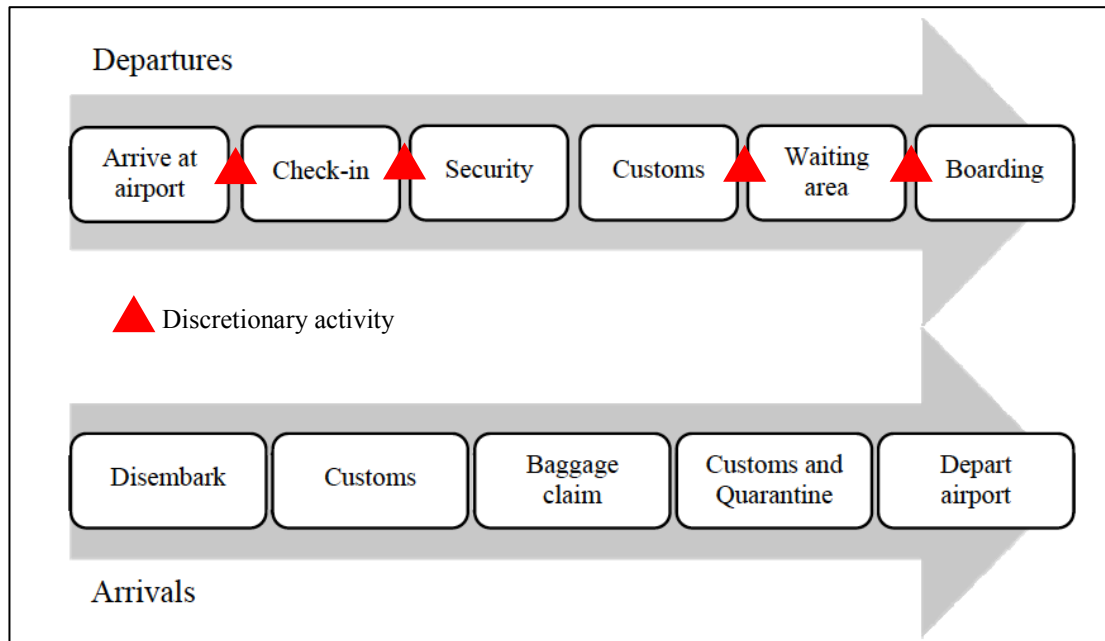 Departures
Arrive at
airport
Check-in
Security
Customs
Waiting
area
Boarding
Discretionary activity
Disembark
Customs
Baggage
claim
Customs and
Quarantine
Depart
airport
Arrivals